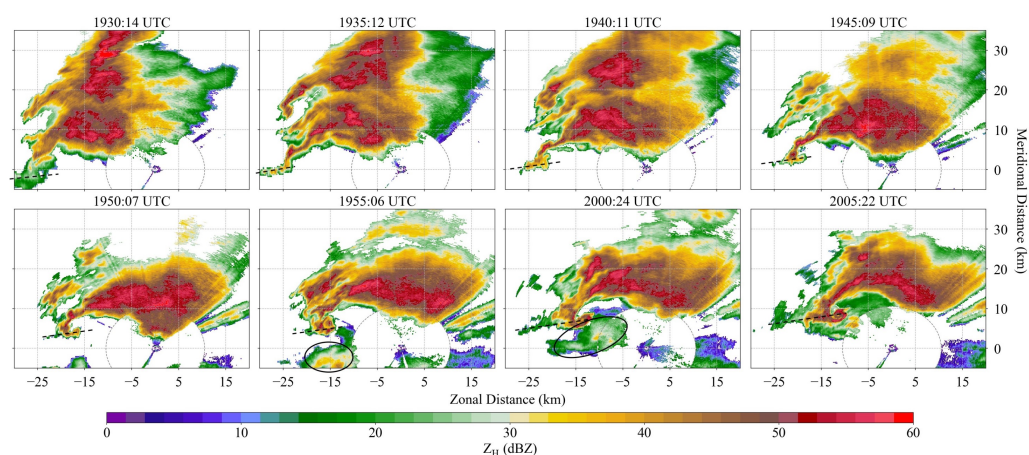 1930:14 UTC 1935:12 UTC 1940:11 UTC 1945:09 UTC
30
20
10
0
Meridional Distance (km)
1950:07 UTC 1955:06 UTC 2000:24 UTC 2005:22 UTC
30
20
10
0
−25 −15 −5 5 15 −25 −15 −5 5 15 −25 −15 −5 5 15 −25 −15 −5 5 15
Zonal Distance (km)
0 10 20 30 40 50 60
Z_H (dBZ)